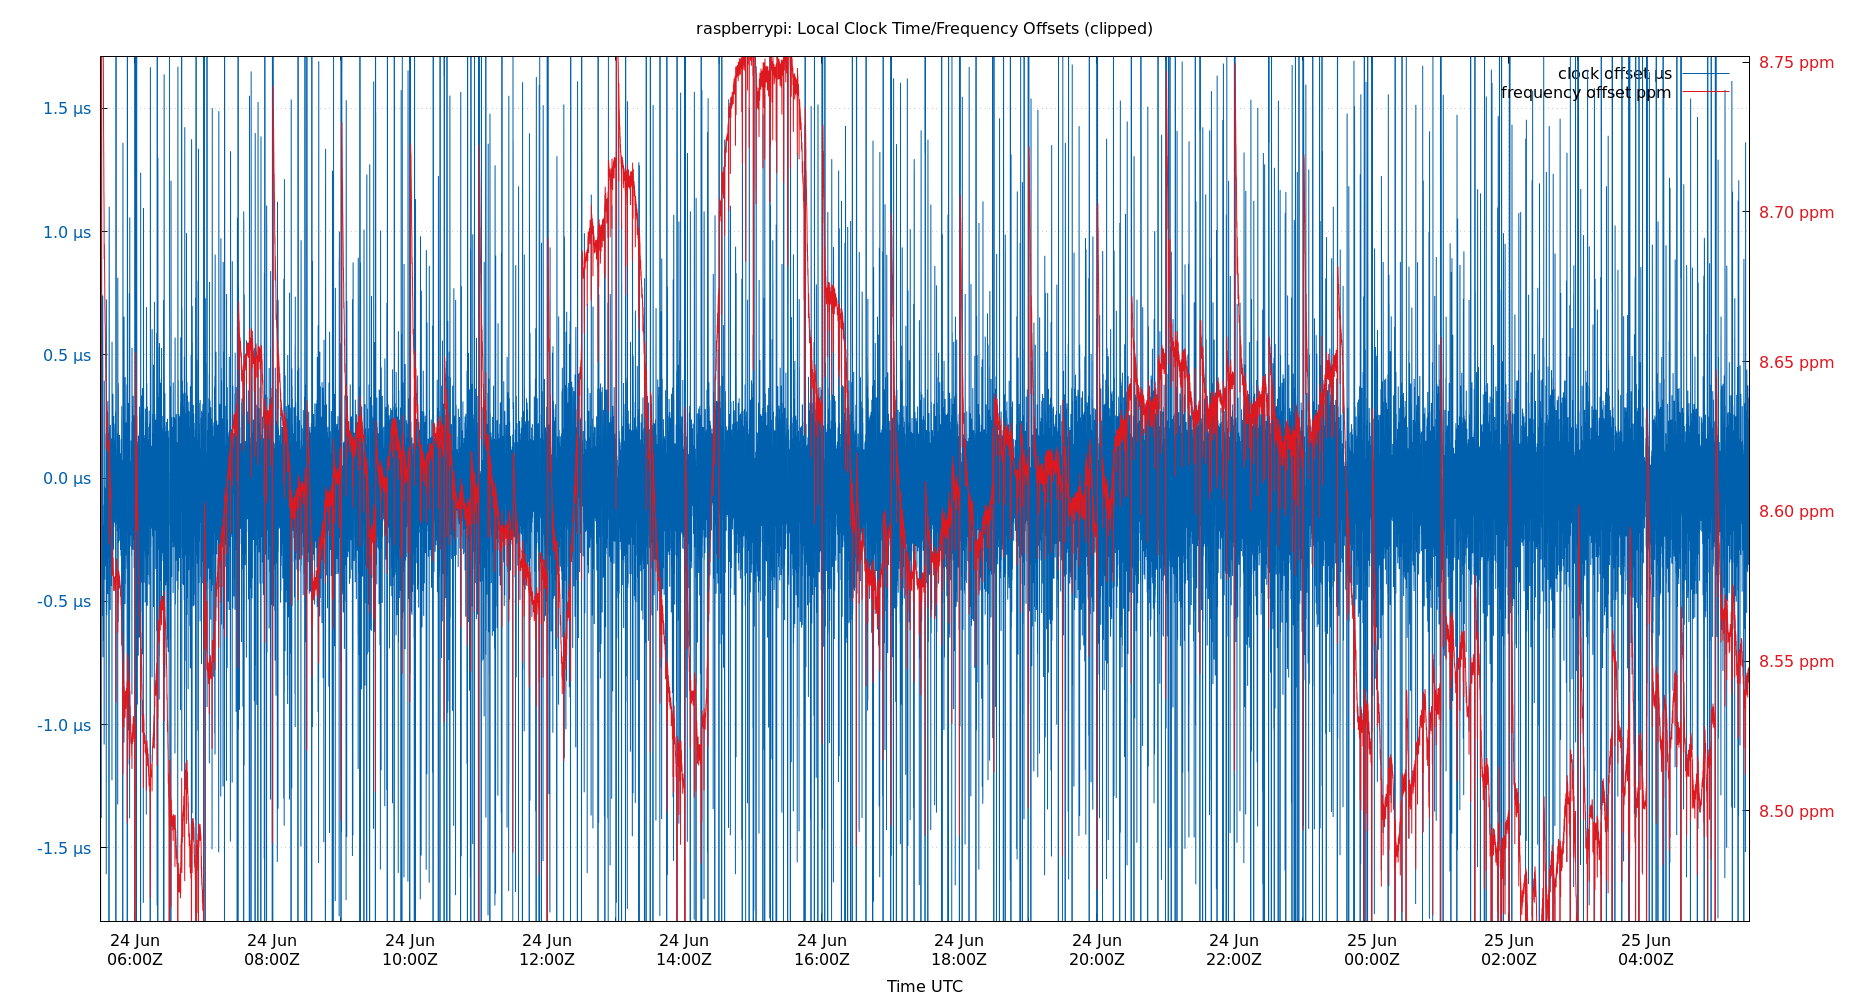 raspberrypi: Local Clock Time/Frequency Offsets (clipped)
clock offset µs
frequency offset ppm
1.5 µs
1.0 µs
0.5 µs
0.0 µs
-0.5 µs
-1.0 µs
-1.5 µs
8.75 ppm
8.70 ppm
8.65 ppm
8.60 ppm
8.55 ppm
8.50 ppm
24 Jun 24 Jun 24 Jun 24 Jun 24 Jun 24 Jun 24 Jun 24 Jun 24 Jun 25 Jun 25 Jun 25 Jun
06:00Z 08:00Z 10:00Z 12:00Z 14:00Z 16:00Z 18:00Z 20:00Z 22:00Z 00:00Z 02:00Z 04:00Z
Time UTC